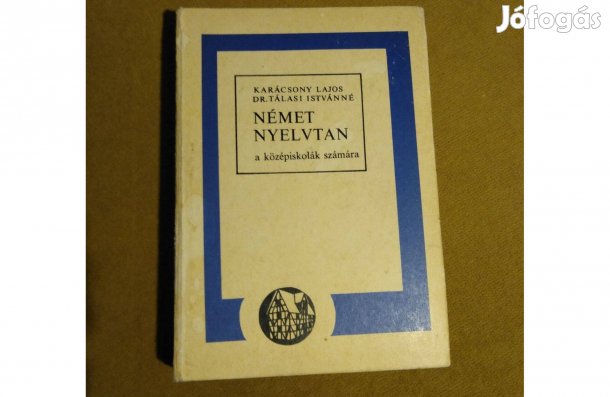 Jófogás
KARÁCSONY LAJOS
DR. TÁLASI ISTVÁNNÉ
NÉMET
NYELVTAN
a középiskolák számára